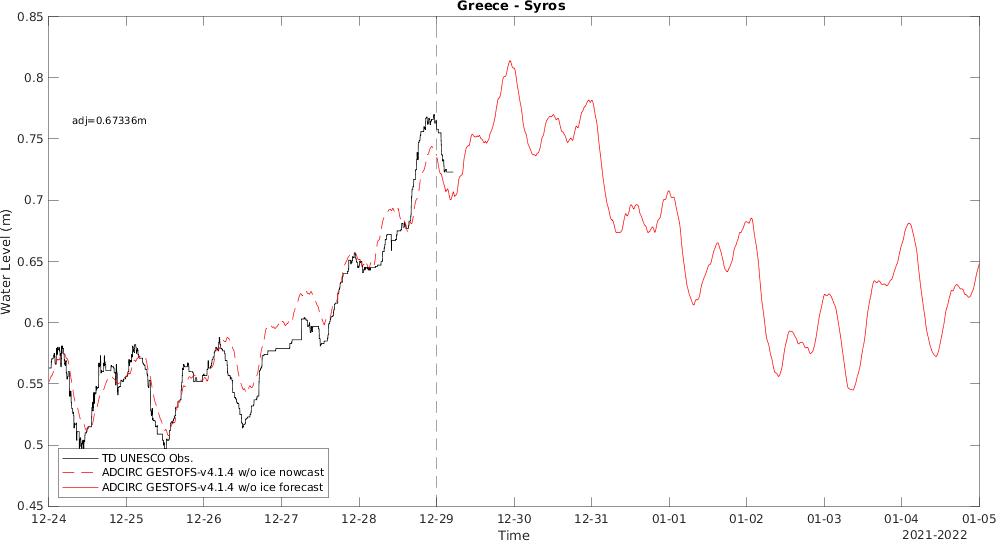 Greece - Syros
0.85
0.8
0.75
0.7
0.65
0.6
0.55
0.5
0.45
Water Level (m)
adj=0.67336m
TD UNESCO Obs.
ADCIRC GESTOFS-v4.1.4 w/o ice nowcast
ADCIRC GESTOFS-v4.1.4 w/o ice forecast
12-24 12-25 12-26 12-27 12-28 12-29 12-30 12-31 01-01 01-02 01-03 01-04 01-05
Time
2021-2022